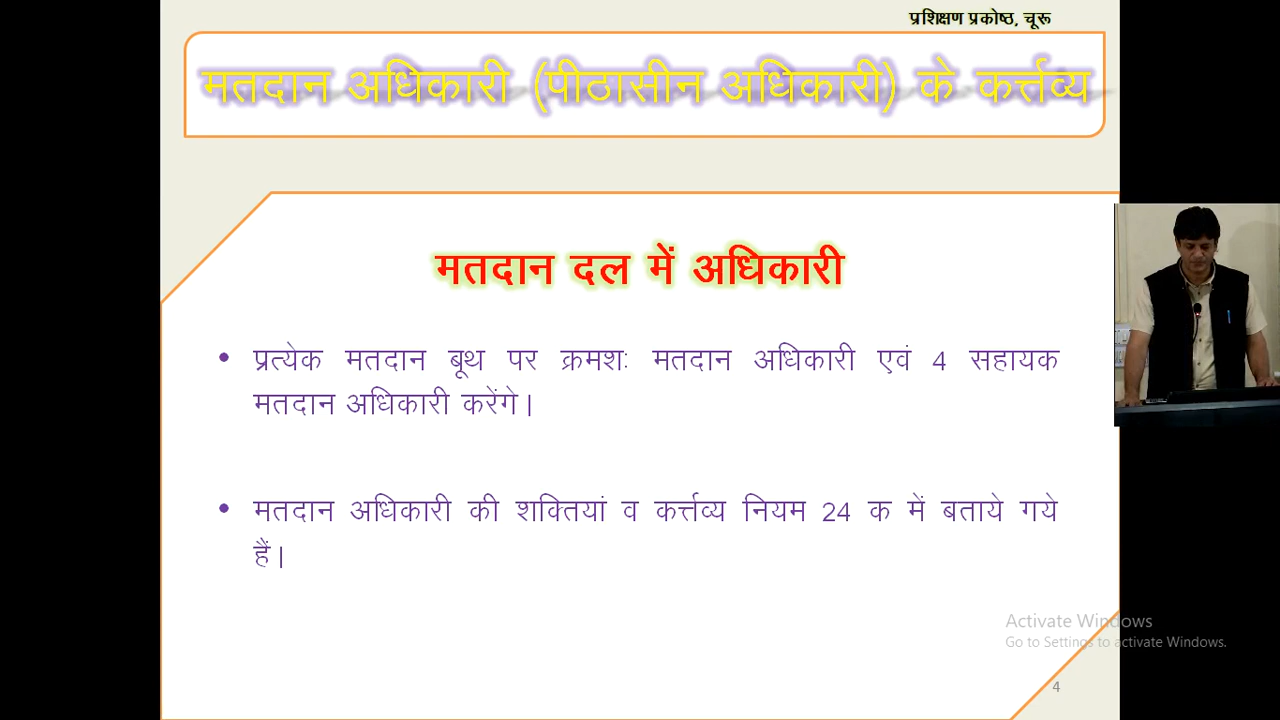 प्रशिक्षण प्रकोष्ठ, चूरू
मतदान अधिकारी (पीठासीन अधिकारी) के कर्त्तव्य
मतदान दल में अधिकारी
• प्रत्येक मतदान बूथ पर क्रमशः मतदान अधिकारी एवं 4 सहायक
मतदान अधिकारी करेंगे।
• मतदान अधिकारी की शक्तियां व कर्त्तव्य नियम 24 क में बताये गये
हैं।
Activate Windows
Go to Settings to activate Windows.
4